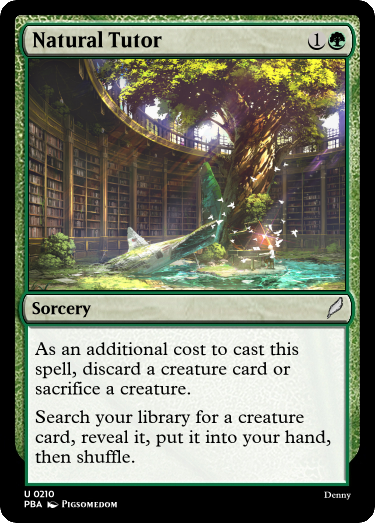 Natural Tutor 1
Sorcery
As an additional cost to cast this
spell, discard a creature card or
sacrifice a creature.
Search your library for a creature
card, reveal it, put it into your hand,
then shuffle.
U 0210
PBA Pigsomedom
Denny